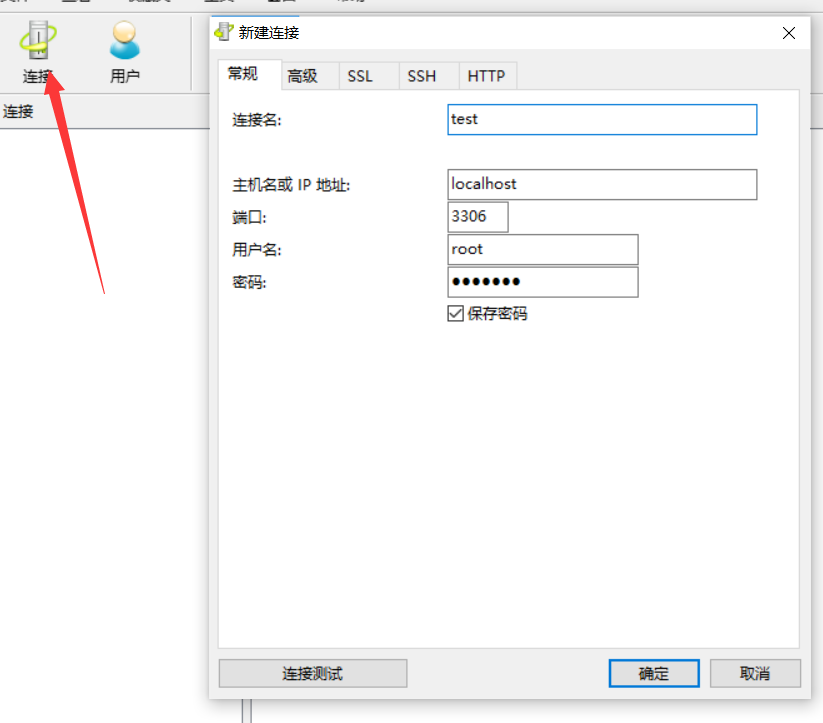 新建连接
连接
用户
连接
常规
高级
SSL
SSH
HTTP
连接名:
test
主机名或 IP 地址:
localhost
端口:
3306
用户名:
root
密码:
●●●●●●●
保存密码
连接测试
确定
取消